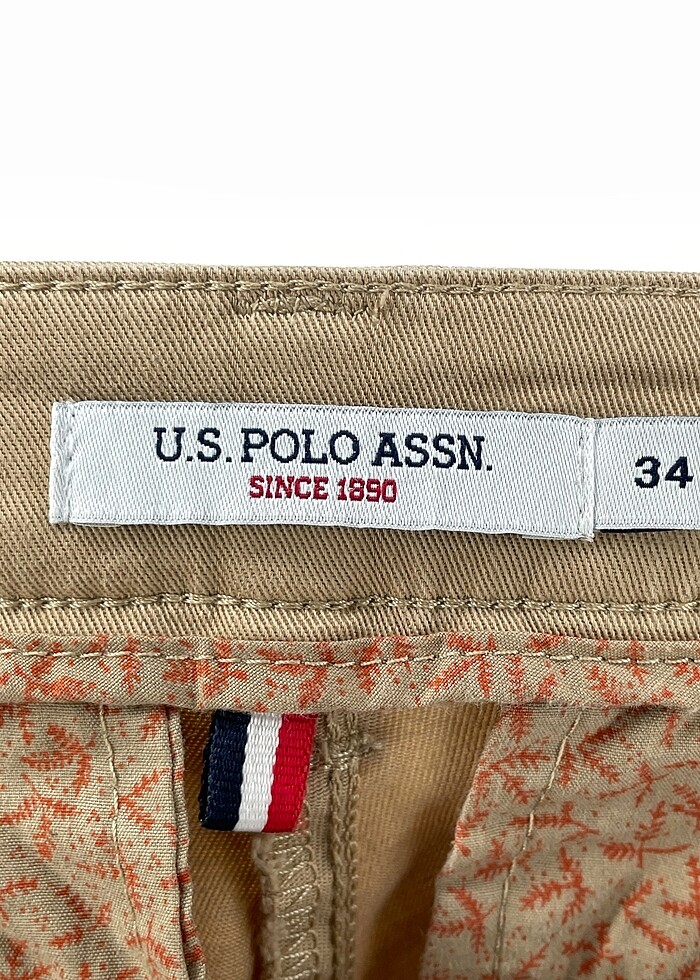 U.S. POLO ASSN.
SINCE 1890
34